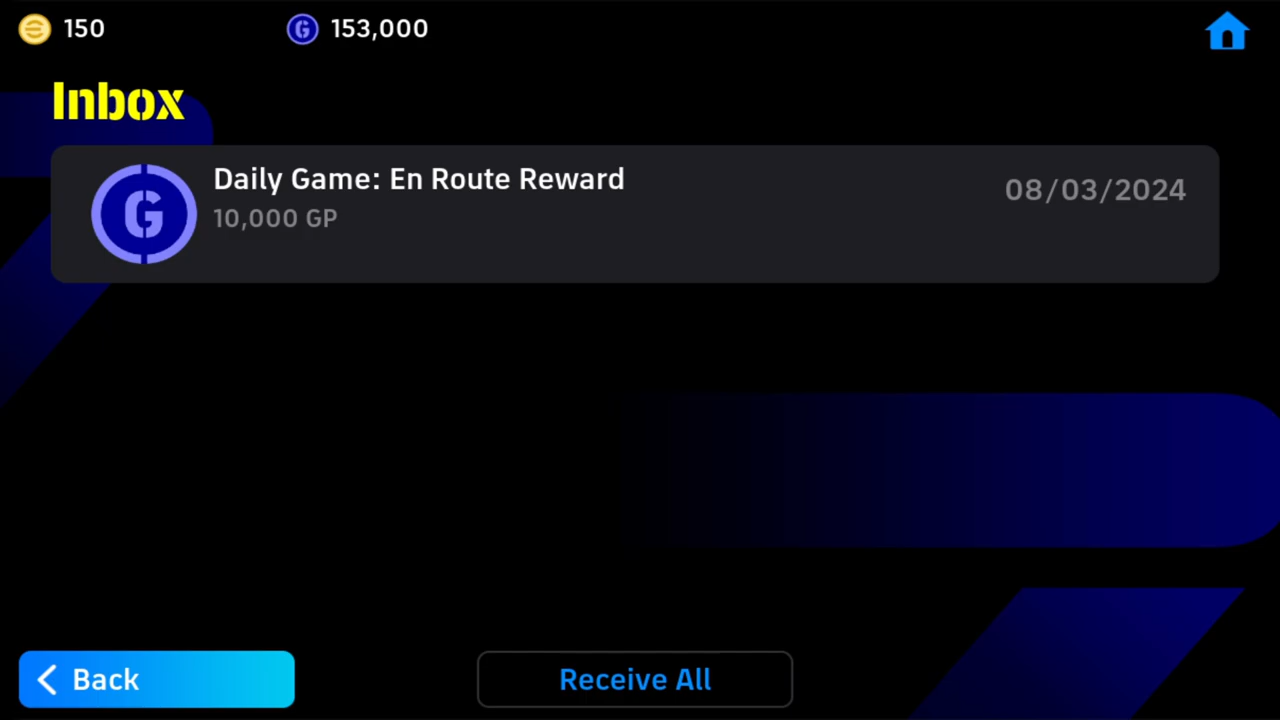 150
153,000
Inbox
Daily Game: En Route Reward
10,000 GP
08/03/2024
Back
Receive All